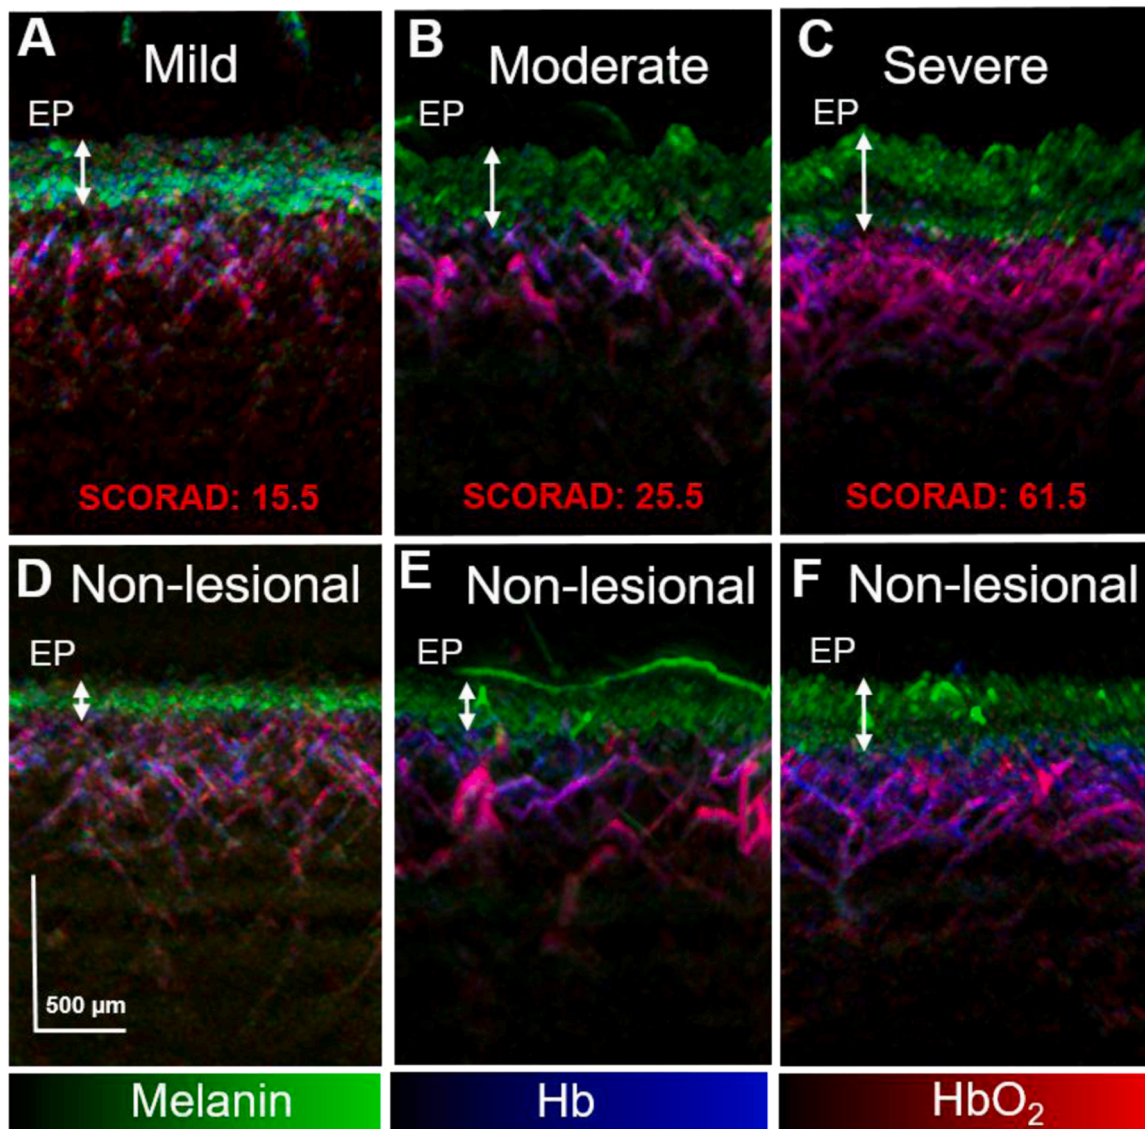 A Mild
EP
SCORAD: 15.5
B Moderate
EP
SCORAD: 25.5
C Severe
EP
SCORAD: 61.5
D Non-lesional
EP
500 µm
E Non-lesional
EP
F Non-lesional
EP
Melanin
Hb
HbO₂